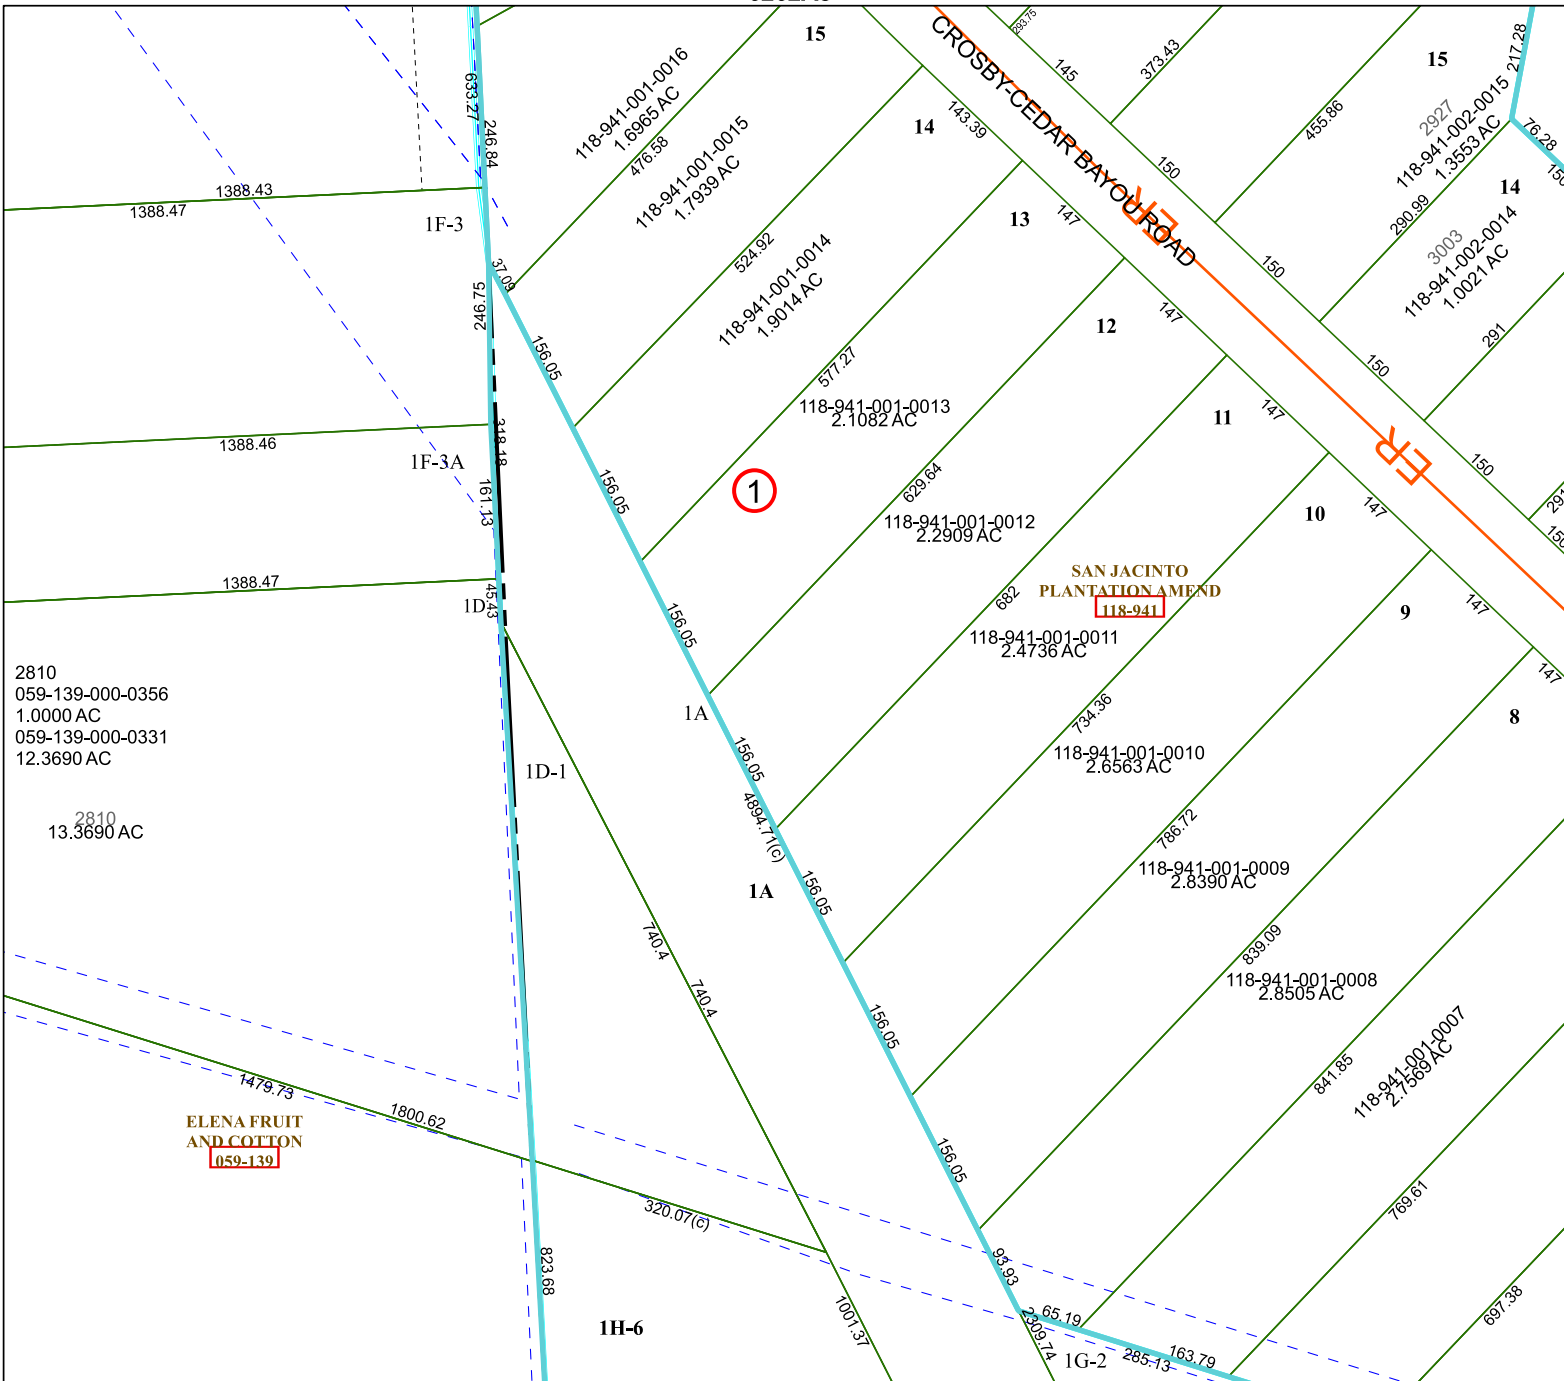 15
293.75
145
373.43
15
217.28
CROSBY-CEDAR BAYOU ROAD
118-941-001-0016
1.6965 AC
633.27
246.84
476.58
118-941-001-0015
1.7939 AC
143.39
14
455.86
2927
118-941-002-0015
1.3553 AC
76.28
150
150
14
1388.43
1388.47
1F-3
13
147
ER
290.99
3003
118-941-002-0014
1.0021 AC
524.92
118-941-001-0014
1.9014 AC
37.09
246.75
150
12
147
291
156.05
577.27
150
118-941-001-0013
2.1082 AC
11
147
1388.46
318.18
1F-3A
161.13
ER
150
291
156.05
1
629.64
118-941-001-0012
2.2909 AC
10
147
150
1388.47
45.43
1D
SAN JACINTO
PLANTATION AMEND
118-941
682
9
147
156.05
118-941-001-0011
2.4736 AC
147
2810
059-139-000-0356
1.0000 AC
059-139-000-0331
12.3690 AC
1A
734.36
8
156.05
118-941-001-0010
2.6563 AC
1D-1
2810
13.3690 AC
4894.71(c)
786.72
118-941-001-0009
2.8390 AC
1A
156.05
740.4
839.09
118-941-001-0008
2.8505 AC
740.4
156.05
118-941-001-0007
2.7569 AC
841.85
1479.73
1800.62
ELENA FRUIT
AND COTTON
059-139
156.05
769.61
320.07(c)
823.68
93.93
1001.37
65.19
2309.74
697.38
1H-6
1G-2
285.13
163.79